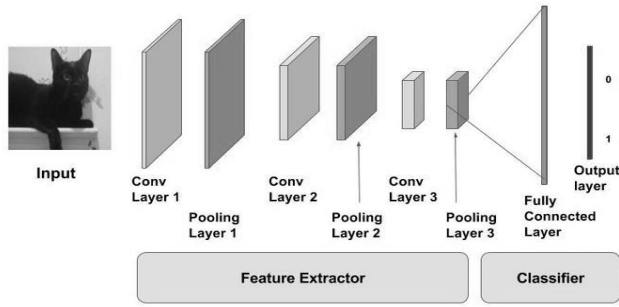 0
1
Input
Conv
Layer 1
Pooling
Layer 1
Conv
Layer 2
Pooling
Layer 2
Conv
Layer 3
Pooling
Layer 3
Fully
Connected
Layer
Output
layer
Feature Extractor
Classifier